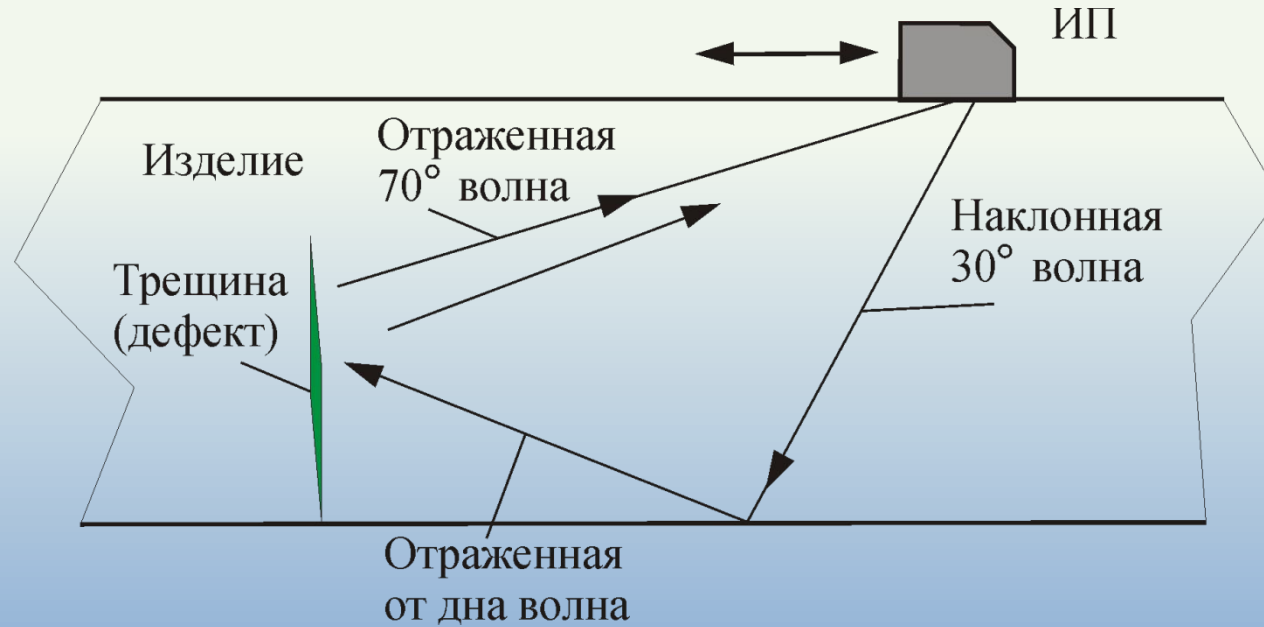 ИП
Отраженная
70° волна
Изделие
Наклонная
30° волна
Трещина
(дефект)
Отраженная
от дна волна